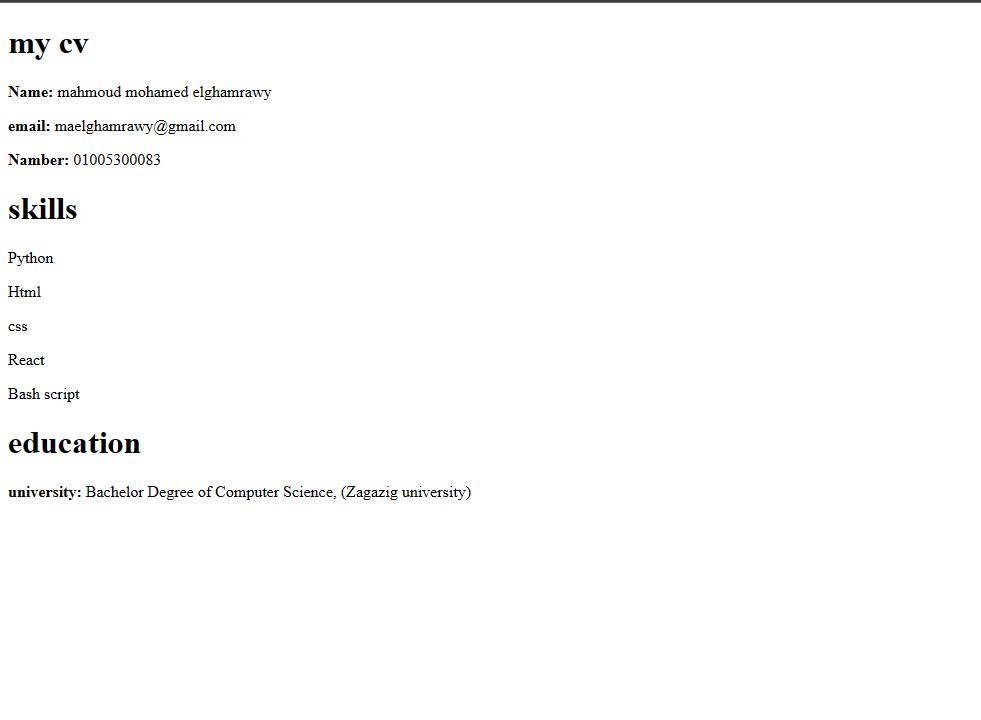 my cv
Name: mahmoud mohamed elghamrawy
email: maelghamrawy@gmail.com
Namber: 01005300083
skills
Python
Html
css
React
Bash script
education
university: Bachelor Degree of Computer Science, (Zagazig university)